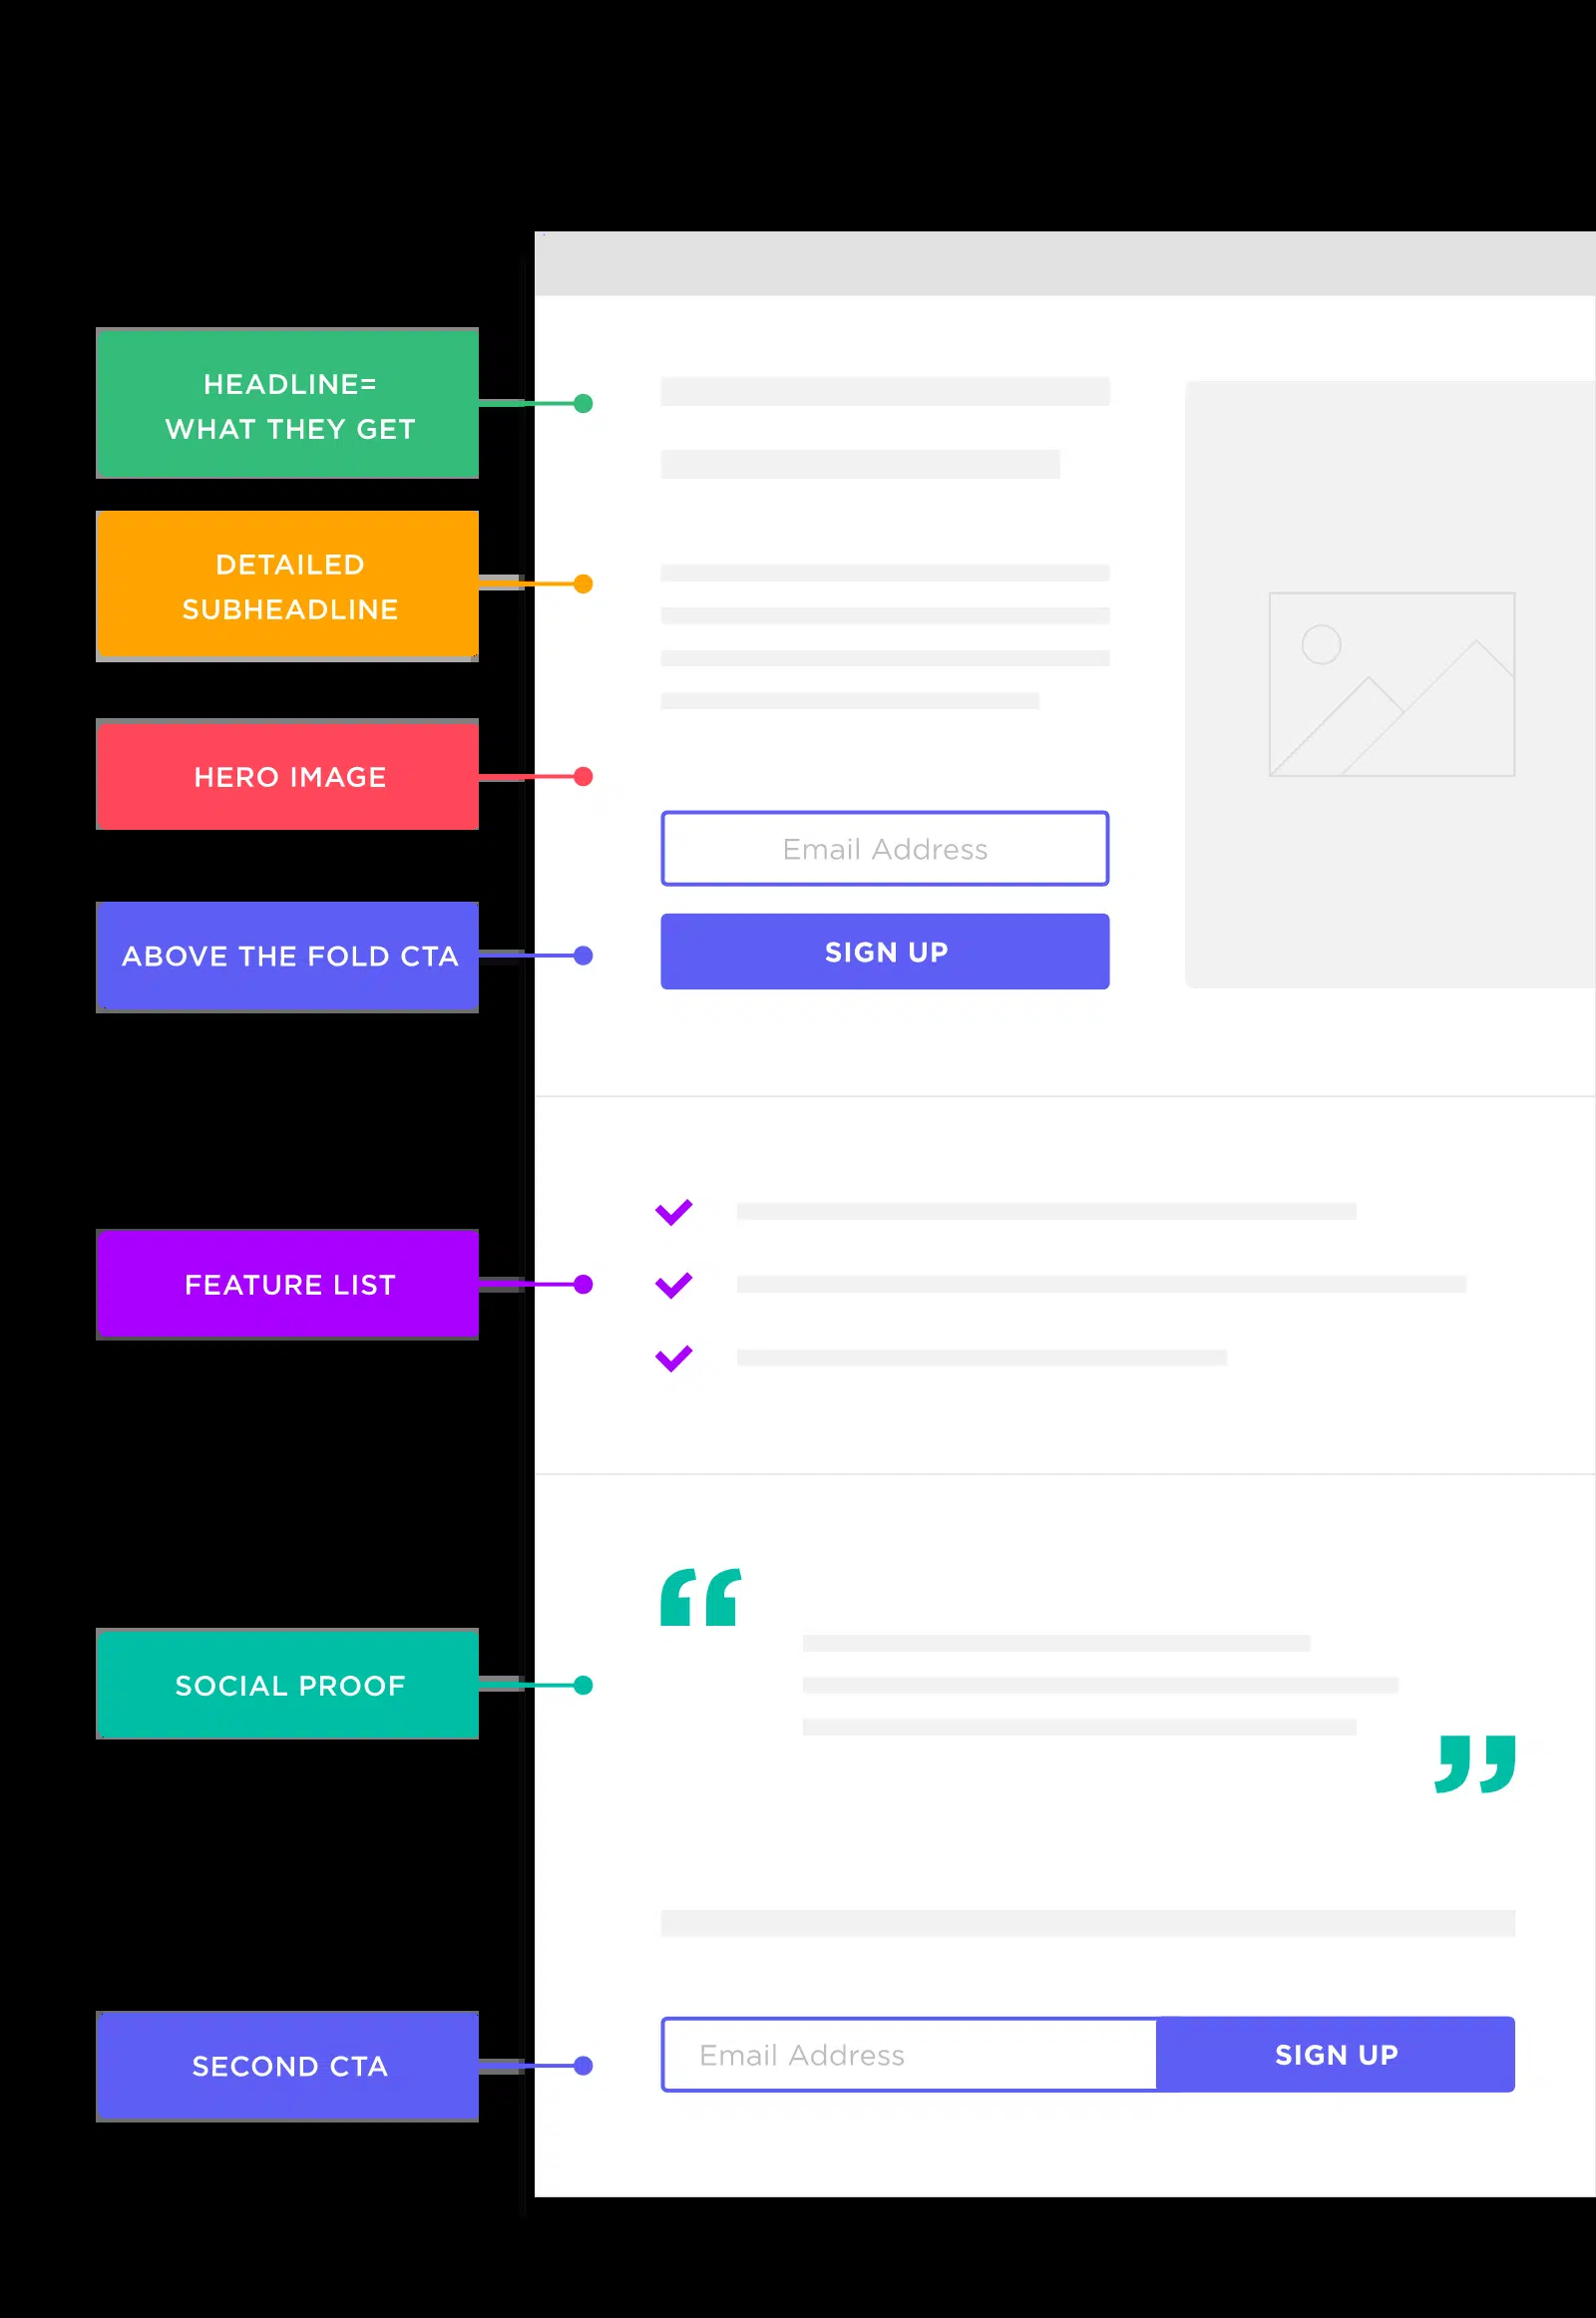 HEADLINE=
WHAT THEY GET
DETAILED
SUBHEADLINE
HERO IMAGE
Email Address
ABOVE THE FOLD CTA
SIGN UP
FEATURE LIST
SOCIAL PROOF
SECOND CTA
Email Address
SIGN UP